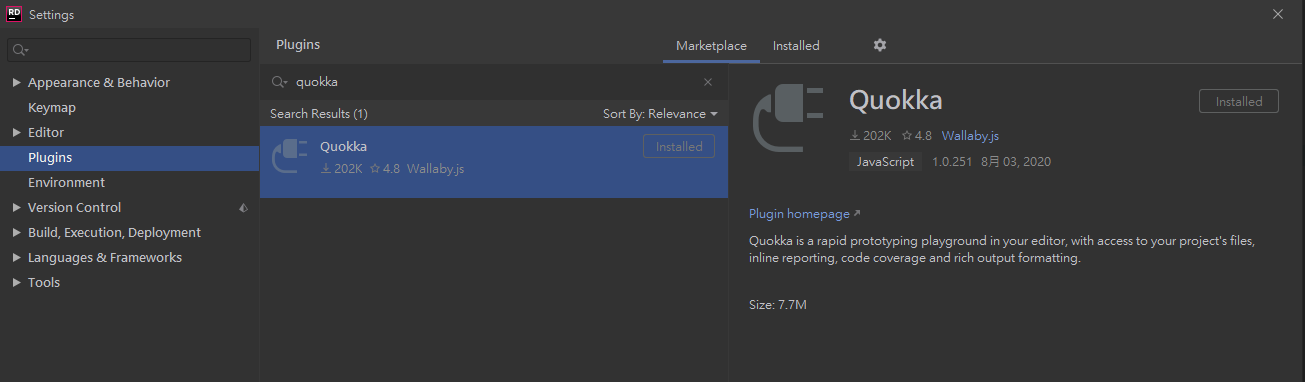 RD Settings
Plugins
Marketplace Installed
Appearance & Behavior
Keymap
Editor
Plugins
Environment
Version Control
Build, Execution, Deployment
Languages & Frameworks
Tools
quokka
Search Results (1) Sort By: Relevance
Quokka Installed
202K 4.8 Wallaby.js
Quokka Installed
202K 4.8 Wallaby.js
JavaScript 1.0.251 8月 03, 2020
Plugin homepage
Quokka is a rapid prototyping playground in your editor, with access to your project's files,
inline reporting, code coverage and rich output formatting.
Size: 7.7M